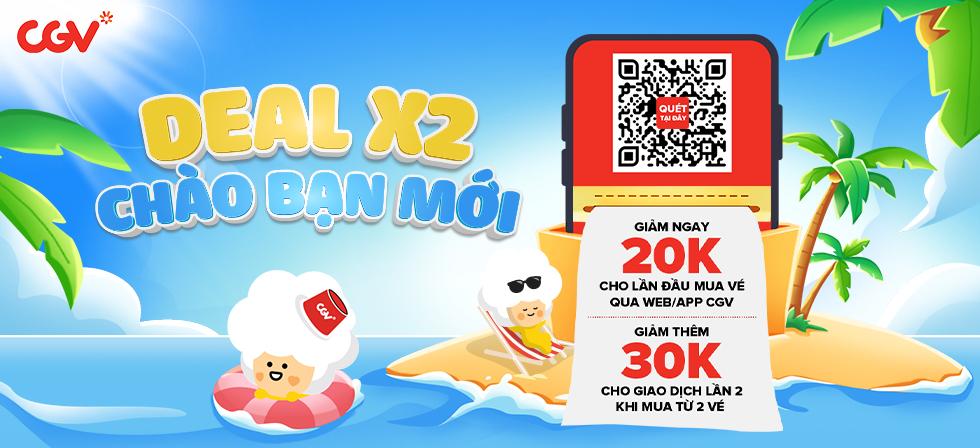 CGV*
DEAL X2
CHÀO BẠN MỚI
QUÉT
TẠI ĐÂY
GIẢM NGAY
20K
CHO LẦN ĐẦU MUA VÉ
QUA WEB/APP CGV
GIẢM THÊM
30K
CHO GIAO DỊCH LẦN 2
KHI MUA TỪ 2 VÉ
CGV*